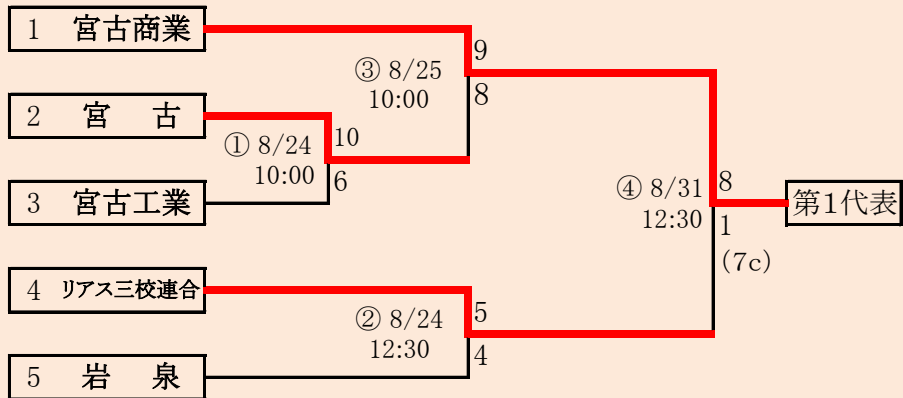 1 宮古商業
9
③ 8/25
10:00
8
2 宮 古
10
① 8/24
10:00
6
3 宮古工業
④ 8/31
12:30
8
1
(7c)
第1代表
4 リアス三校連合
5
② 8/24
12:30
4
5 岩 泉